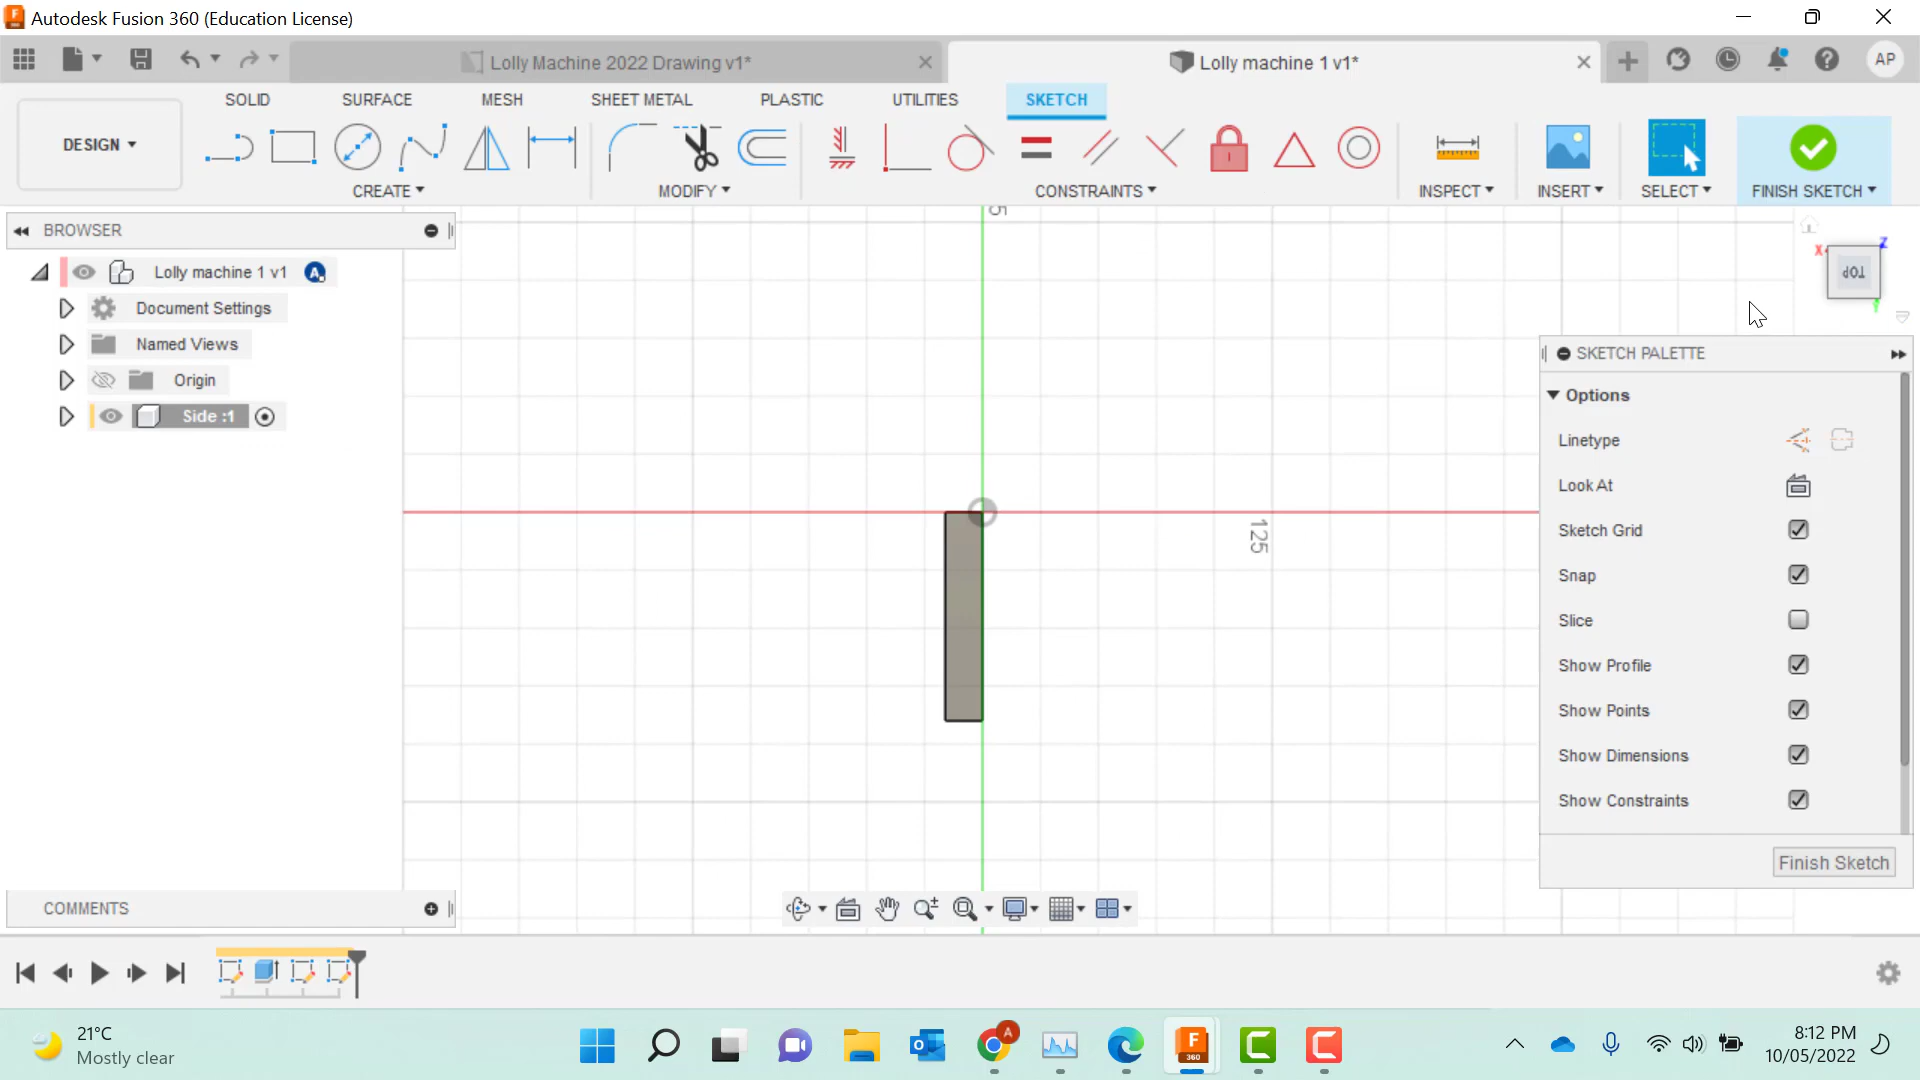 Autodesk Fusion 360 (Education License)
Lolly Machine 2022 Drawing v1*
Lolly machine 1 v1*
AP
DESIGN
SOLID
SURFACE
MESH
SHEET METAL
PLASTIC
UTILITIES
SKETCH
CREATE
MODIFY
CONSTRAINTS
INSPECT
INSERT
SELECT
FINISH SKETCH
BROWSER
Lolly machine 1 v1
A
Document Settings
Named Views
Origin
Side :1
5
125
X
Z
Y
TOP
SKETCH PALETTE
Options
Linetype
Look At
Sketch Grid
Snap
Slice
Show Profile
Show Points
Show Dimensions
Show Constraints
Finish Sketch
COMMENTS
21°C
Mostly clear
A
F
360
8:12 PM
10/05/2022